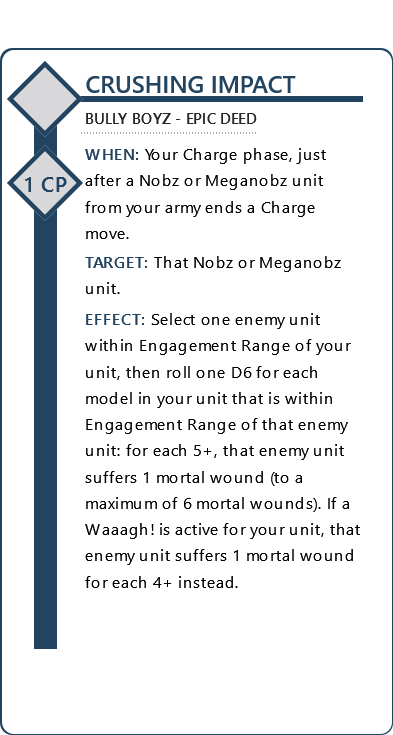 CRUSHING IMPACT
BULLY BOYZ - EPIC DEED
1 CP
WHEN: Your Charge phase, just
after a Nobz or Meganobz unit
from your army ends a Charge
move.
TARGET: That Nobz or Meganobz
unit.
EFFECT: Select one enemy unit
within Engagement Range of your
unit, then roll one D6 for each
model in your unit that is within
Engagement Range of that enemy
unit: for each 5+, that enemy unit
suffers 1 mortal wound (to a
maximum of 6 mortal wounds). If a
Waaagh! is active for your unit, that
enemy unit suffers 1 mortal wound
for each 4+ instead.